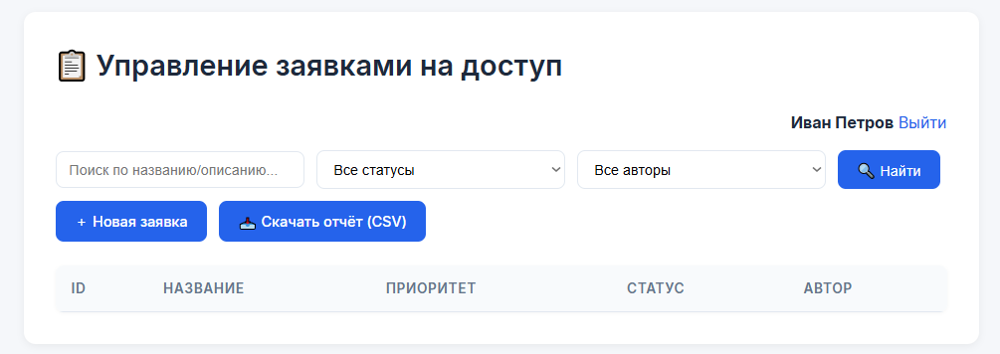 Управление заявками на доступ
Иван Петров Выйти
Поиск по названию/описанию... Все статусы Все авторы Найти
+ Новая заявка Скачать отчёт (CSV)
ID НАЗВАНИЕ ПРИОРИТЕТ СТАТУС АВТОР